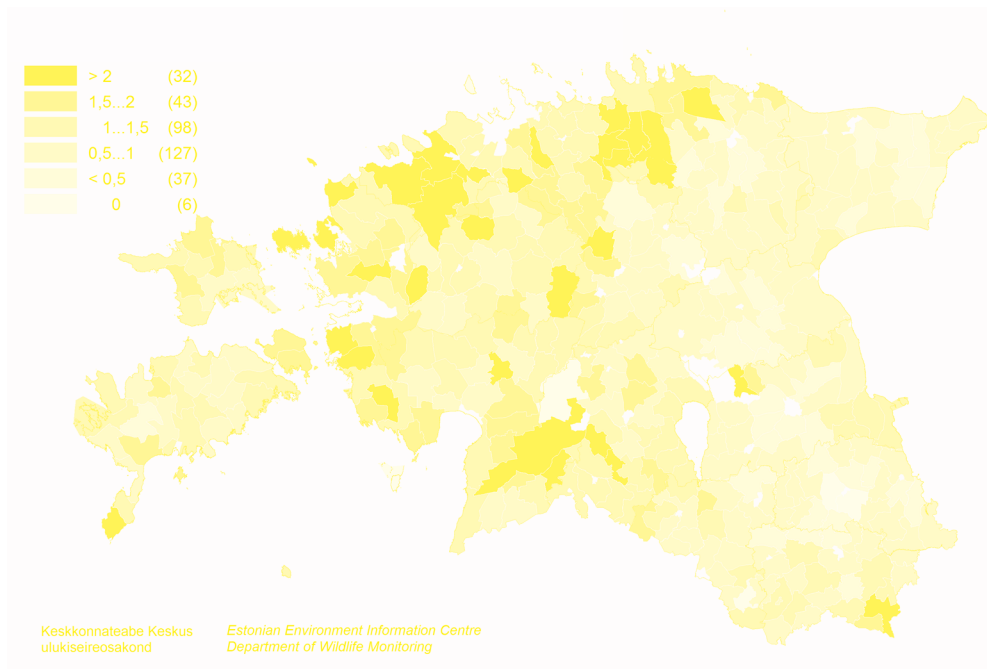 > 2 (32)
1,5...2 (43)
1...1,5 (98)
0,5...1 (127)
< 0,5 (37)
0 (6)
Keskkonnateabe Keskus
ulukiseireosakond
Estonian Environment Information Centre
Department of Wildlife Monitoring